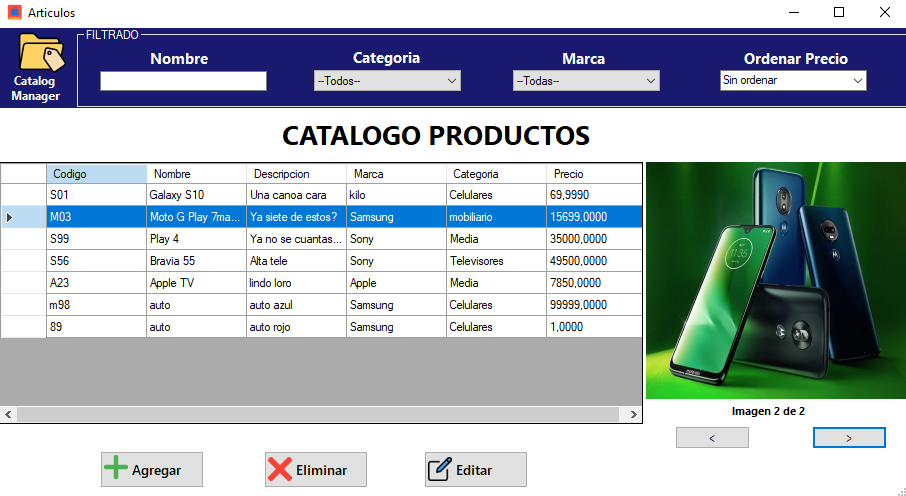 Articulos
FILTRADO
Catalog
Manager
Nombre
Categoria
--Todos--
Marca
--Todas--
Ordenar Precio
Sin ordenar
CATALOGO PRODUCTOS
Codigo Nombre Descripcion Marca Categoria Precio
S01 Galaxy S10 Una canoa cara kilo Celulares 69,9990
M03 Moto G Play 7ma... Ya siete de estos? Samsung mobiliario 15699,0000
S99 Play 4 Ya no se cuantas... Sony Media 35000,0000
S56 Bravia 55 Alta tele Sony Televisores 49500,0000
A23 Apple TV lindo loro Apple Media 7850,0000
m98 auto auto azul Samsung Celulares 99999,0000
89 auto auto rojo Samsung Celulares 1,0000
11:35
Imagen 2 de 2
< >
Agregar
Eliminar
Editar